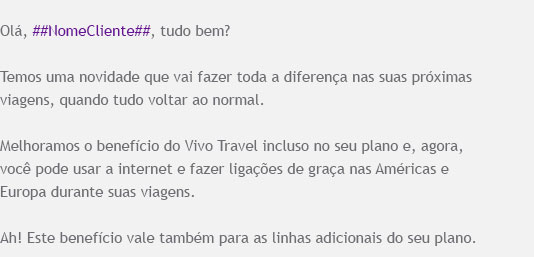 Olá, ##NomeCliente##, tudo bem?
Temos uma novidade que vai fazer toda a diferença nas suas próximas
viagens, quando tudo voltar ao normal.
Melhoramos o benefício do Vivo Travel incluso no seu plano e, agora,
você pode usar a internet e fazer ligações de graça nas Américas e
Europa durante suas viagens.
Ah! Este benefício vale também para as linhas adicionais do seu plano.